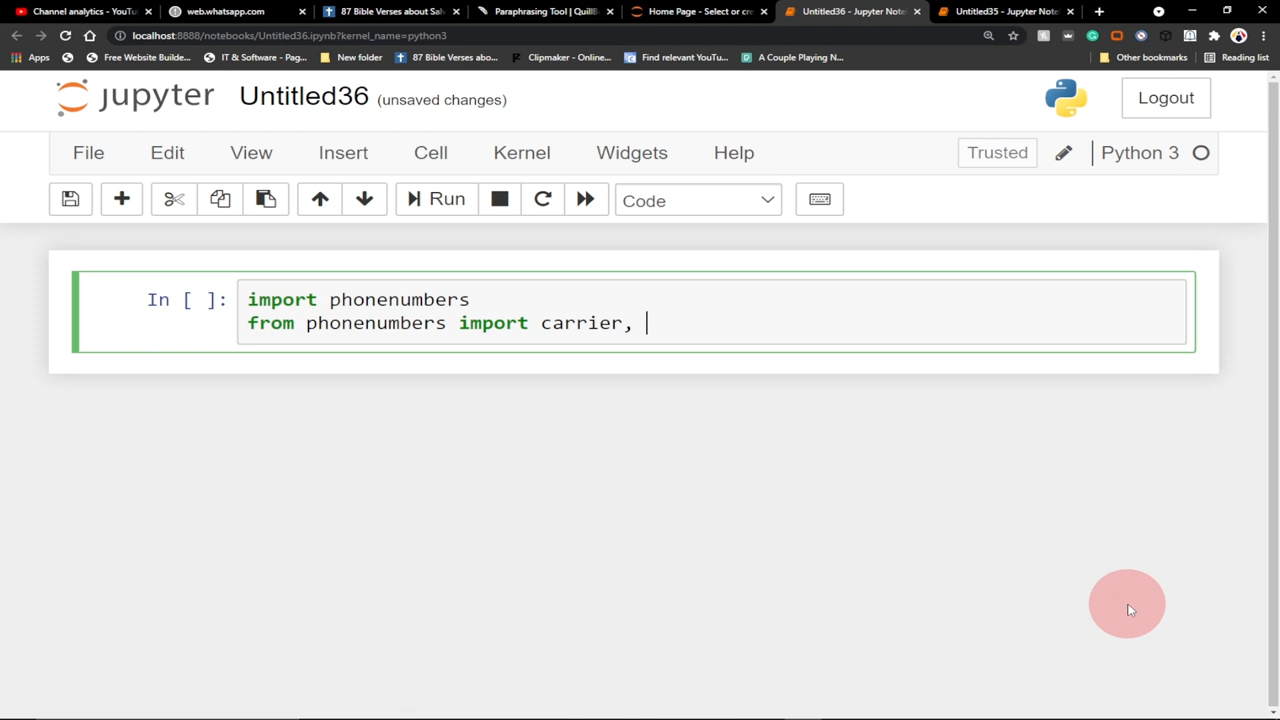 Channel analytics - YouTu
web.whatsapp.com
87 Bible Verses about Sal
Paraphrasing Tool | QuillB
Home Page - Select or cre
Untitled36 - Jupyter Note
Untitled35 - Jupyter Note
localhost:8888/notebooks/Untitled36.ipynb?kernel_name=python3
Apps
Free Website Builde...
IT & Software - Pag...
New folder
87 Bible Verses abo...
Clipmaker - Online...
Find relevant YouTu...
A Couple Playing N...
Other bookmarks
Reading list
jupyter Untitled36 (unsaved changes)
Logout
File Edit View Insert Cell Kernel Widgets Help
Trusted
Python 3
Run
Code
In [ ]: import phonenumbers
from phonenumbers import carrier,